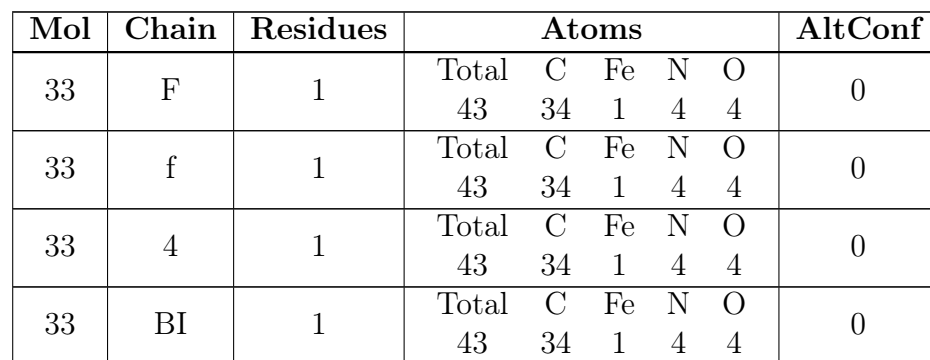 Mol Chain Residues Atoms AltConf
33 F 1 Total C Fe N O 0
43 34 1 4 4
33 f 1 Total C Fe N O 0
43 34 1 4 4
33 4 1 Total C Fe N O 0
43 34 1 4 4
33 BI 1 Total C Fe N O 0
43 34 1 4 4